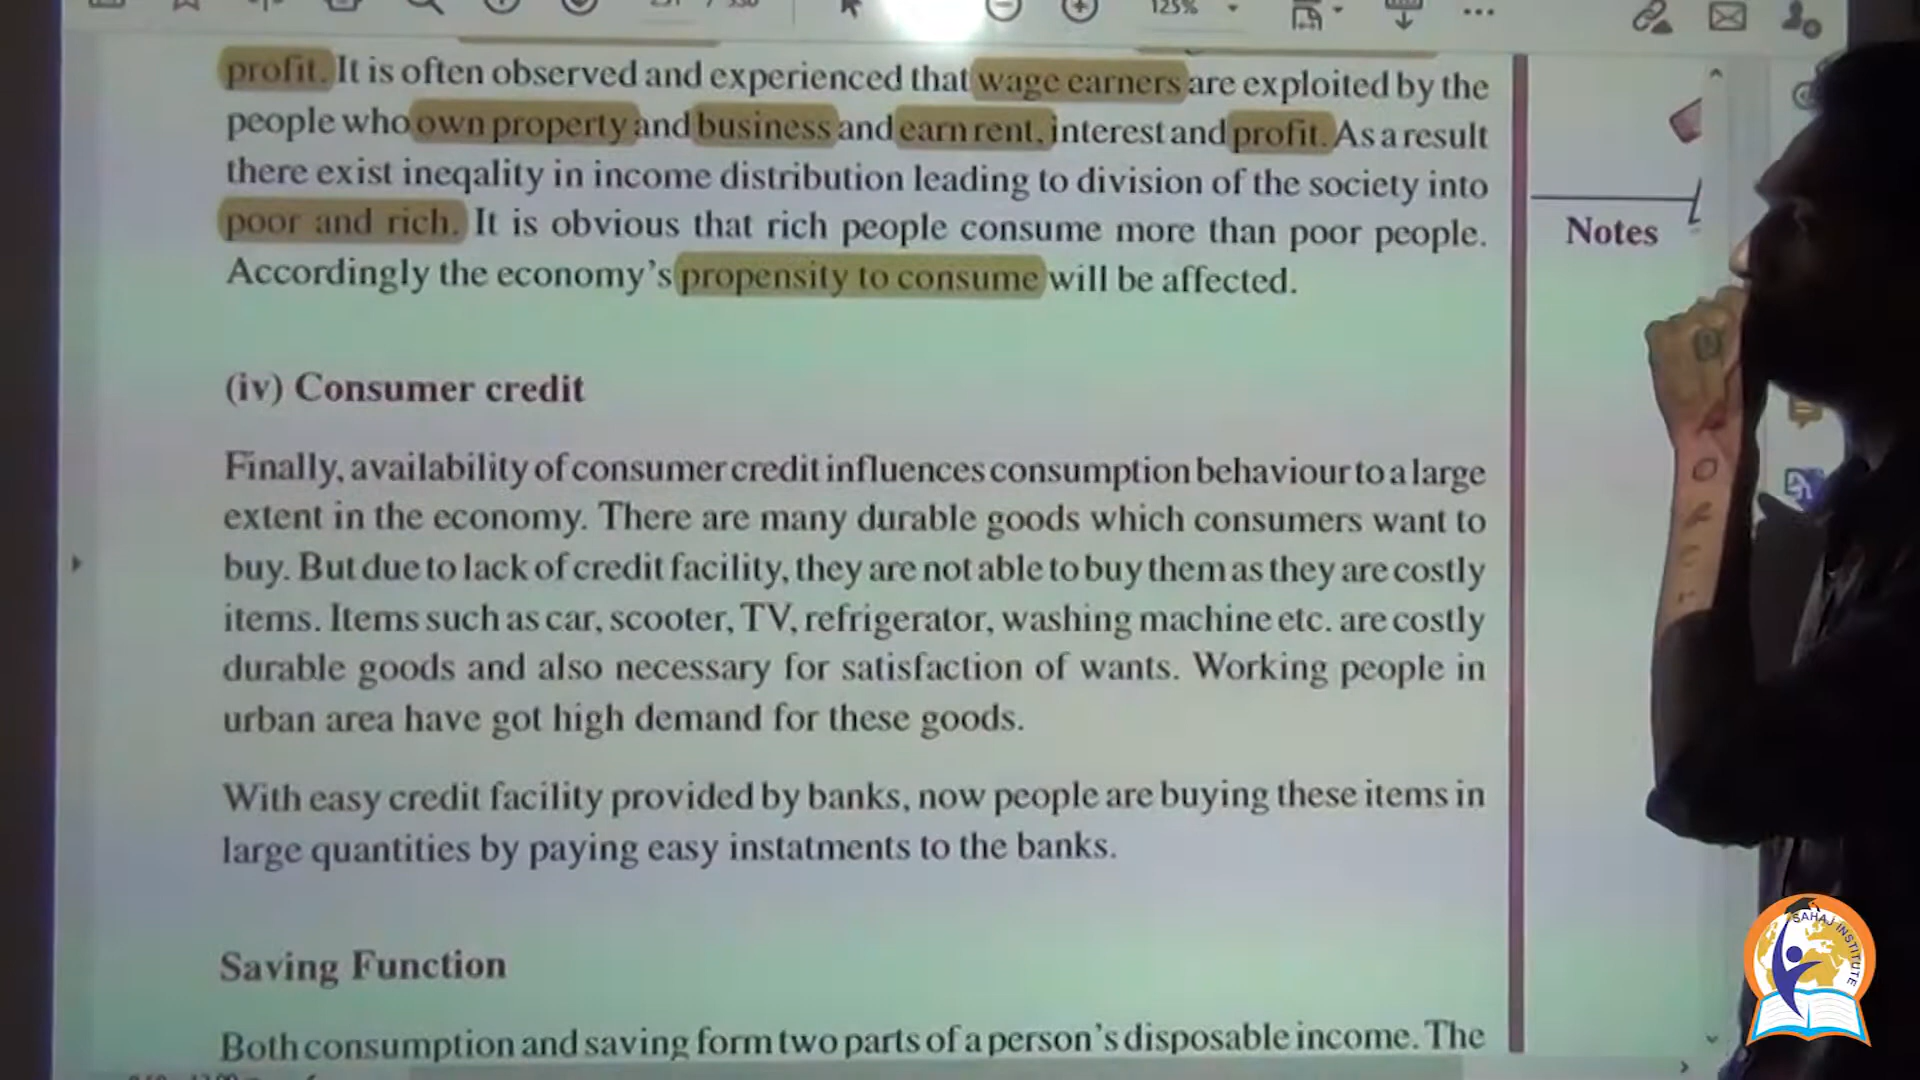 125%
profit. It is often observed and experienced that wage earners are exploited by the
people who own property and business and earn rent, interest and profit. As a result
there exist ineqality in income distribution leading to division of the society into
poor and rich. It is obvious that rich people consume more than poor people.
Accordingly the economy's propensity to consume will be affected.
Notes
(iv) Consumer credit
Finally, availability of consumer credit influences consumption behaviour to a large
extent in the economy. There are many durable goods which consumers want to
buy. But due to lack of credit facility, they are not able to buy them as they are costly
items. Items such as car, scooter, TV, refrigerator, washing machine etc. are costly
durable goods and also necessary for satisfaction of wants. Working people in
urban area have got high demand for these goods.
With easy credit facility provided by banks, now people are buying these items in
large quantities by paying easy instatments to the banks.
Saving Function
Both consumption and saving form two parts of a person's disposable income. The
SAHAJ INSTITUTE